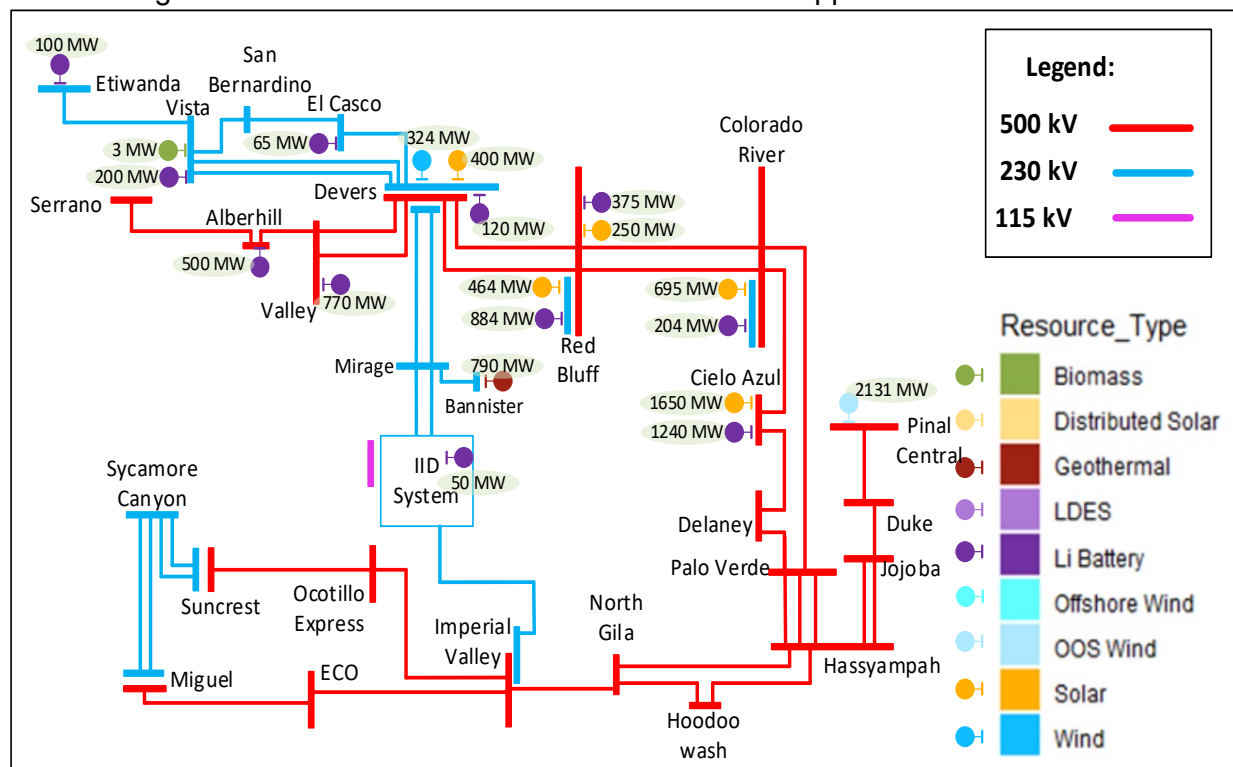 100 MW
Etiwanda
San
Bernardino
Vista
El Casco
3 MW
65 MW
200 MW
324 MW
400 MW
Devers
120 MW
Serrano
Alberhill
500 MW
Valley
770 MW
375 MW
250 MW
464 MW
884 MW
Red
Bluff
Colorado
River
695 MW
204 MW
Cielo Azul
1650 MW
1240 MW
Mirage
790 MW
Bannister
IID
System
50 MW
2131 MW
Pinal
Central
Duke
Jojoba
Delaney
Palo Verde
Hassyampah
Sycamore
Canyon
Suncrest
Ocotillo
Express
Imperial
Valley
North
Gila
Miguel
ECO
Hoodoo
wash
Legend:
500 kV
230 kV
115 kV
Resource_Type
Biomass
Distributed Solar
Geothermal
LDES
Li Battery
Offshore Wind
OOS Wind
Solar
Wind